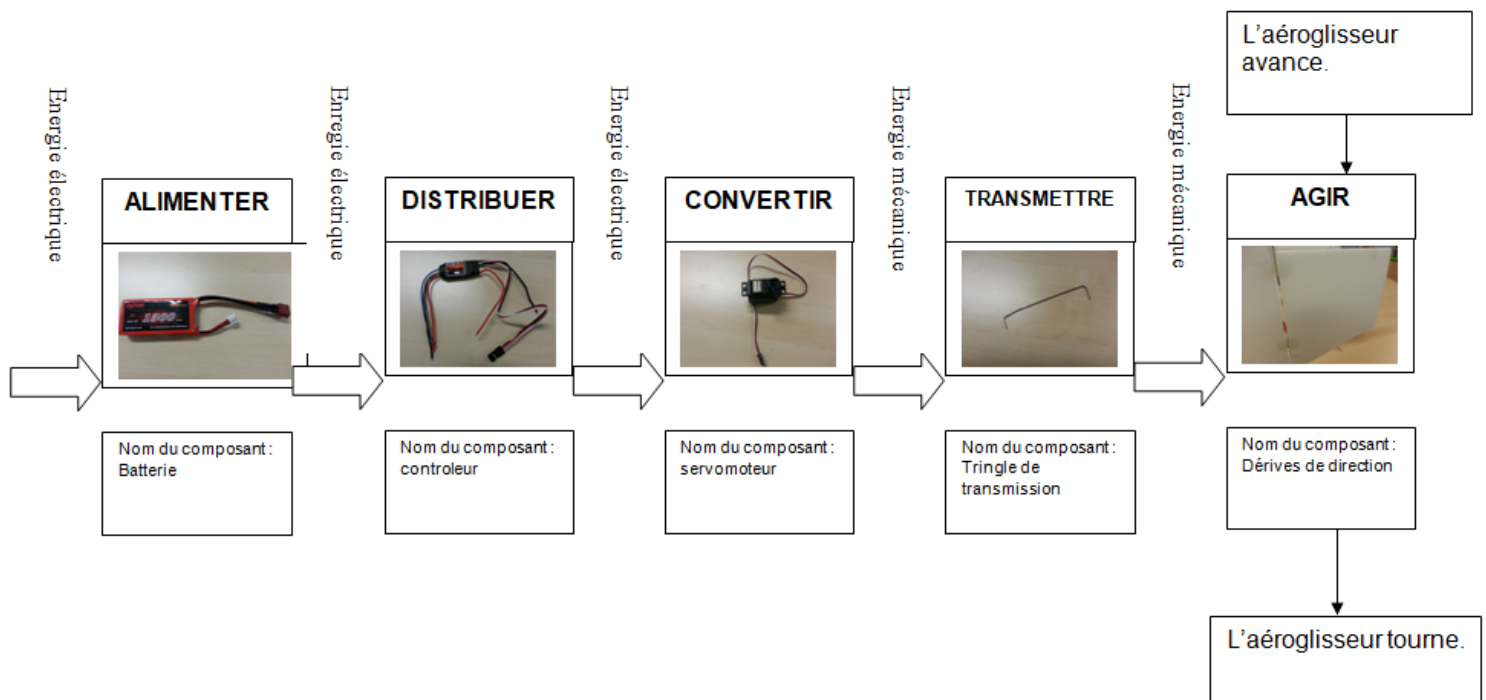 L'aéroglisseur
avance.
Energie électrique
Enregie électrique
Energie électrique
Energie mécanique
Energie mécanique
ALIMENTER
DISTRIBUER
CONVERTIR
TRANSMETTRE
AGIR
1800
Nom du composant :
Batterie
Nom du composant :
controleur
Nom du composant :
servomoteur
Nom du composant :
Tringle de
transmission
Nom du composant :
Dérives de direction
L'aéroglisseur tourne.